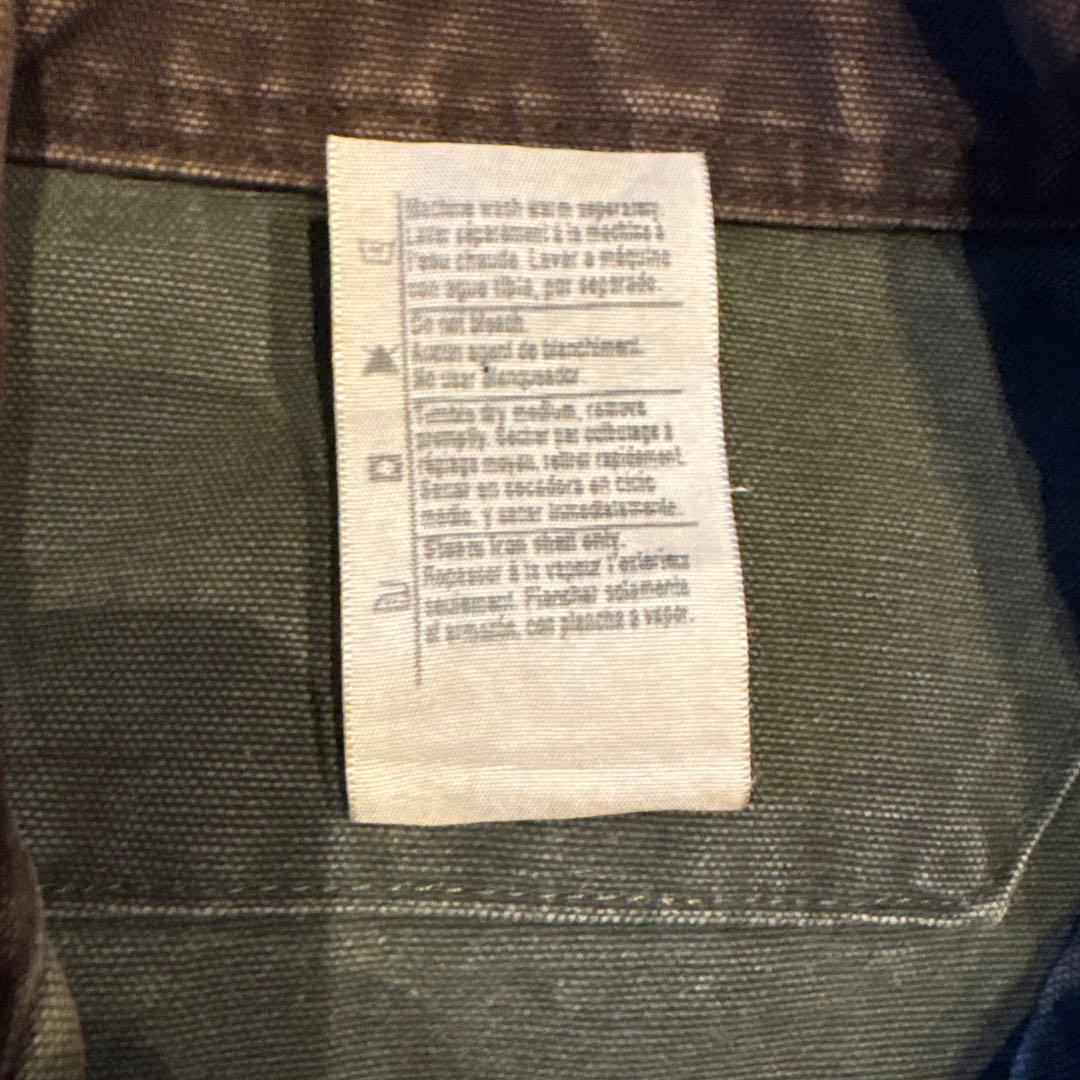 Machine wash warm separately.
Laver séparément à la machine à
l'eau chaude. Lavar a máquina
con agua tibia, por separado.
Do not bleach.
Aucun agent de blanchiment.
No usar blanqueador
Tumble dry medium, remove
promptly. Sécher par culbutage à
réglage moyen, retirer rapidement.
Secar en secadora en ciclo
medio, y sacar inmediatamente.
Steam iron shell only.
Repasser à la vapeur l'extérieur
seulement. Planchar solamente
el armazón, con plancha a vapor.